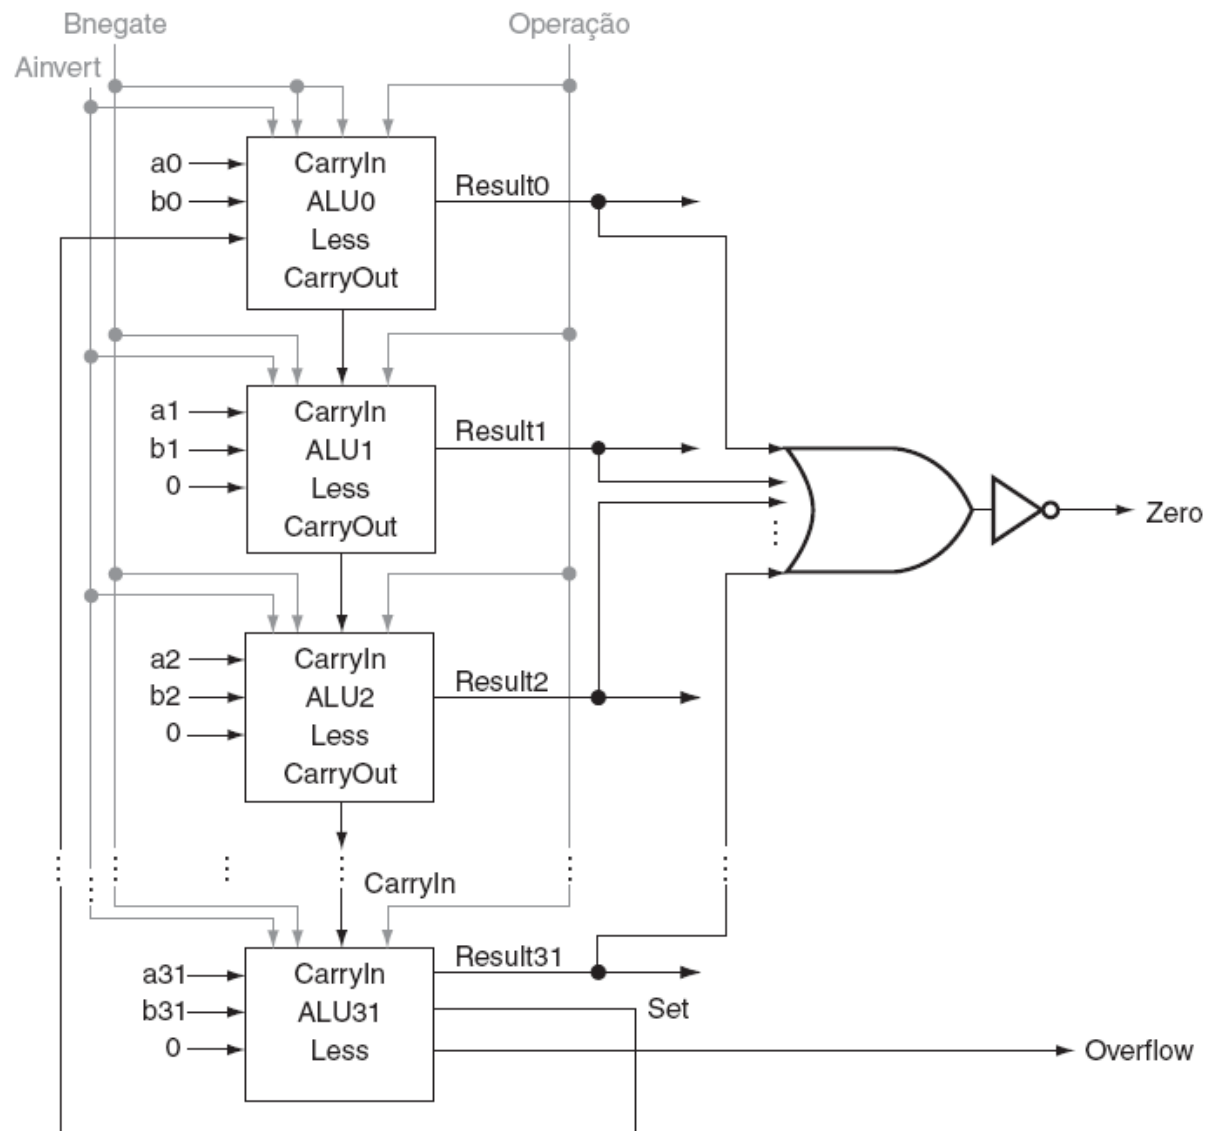 Bnegate
Operação
Ainvert
a0
CarryIn
Result0
b0
ALU0
Less
CarryOut
a1
CarryIn
Result1
b1
ALU1
0
Less
CarryOut
Zero
a2
CarryIn
Result2
b2
ALU2
0
Less
CarryOut
CarryIn
a31
CarryIn
Result31
b31
ALU31
Set
0
Less
Overflow